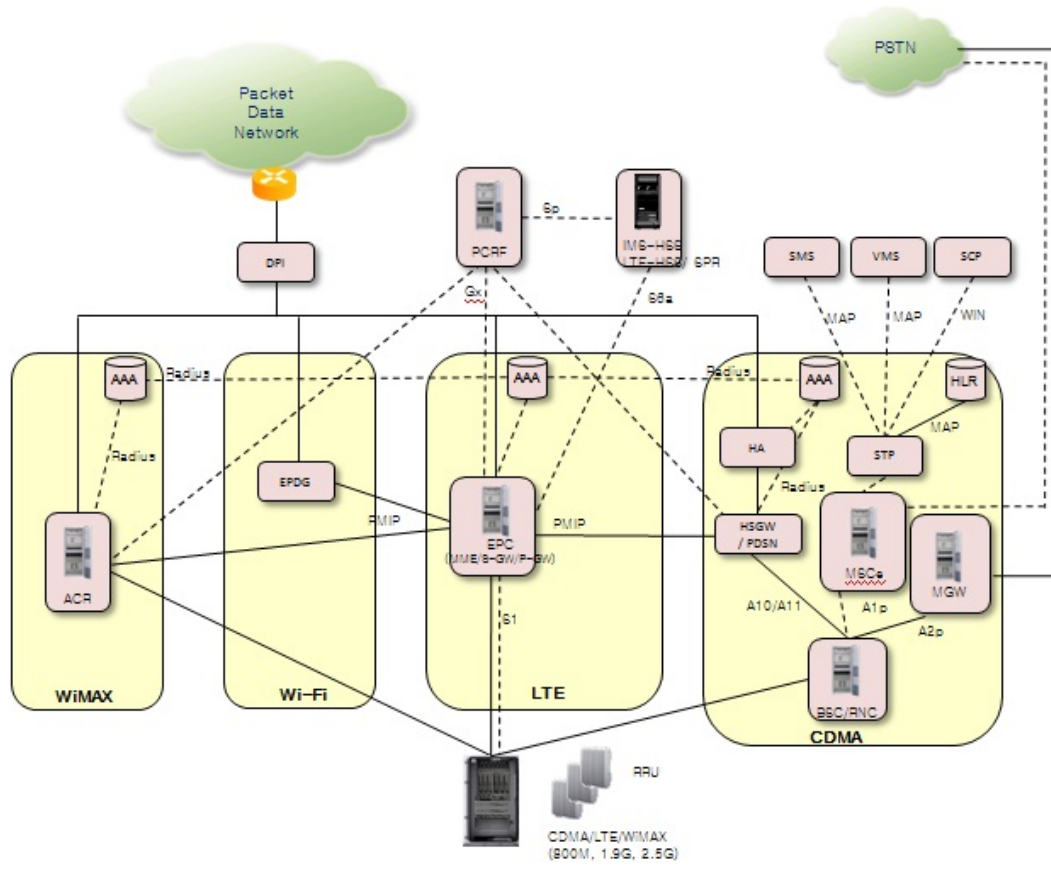 PSTN
Packet
Data
Network
PCRF
Sp
IMS-HSS
LTE-HSS/ SPR
DPI
SMS
VMS
SCP
Gx
S6a
MAP
MAP
WIN
AAA
Radius
AAA
Radius
AAA
HLR
MAP
Radius
HA
STP
EPDG
Radius
PMIP
EPC
(MME/S-GW/P-GW)
PMIP
HSGW
/ PDSN
MSCe
MGW
ACR
A10/A11
A1p
A2p
S1
WiMAX
Wi-Fi
LTE
BSC/RNC
CDMA
RRU
CDMA/LTE/WiMAX
(800M, 1.9G, 2.5G)